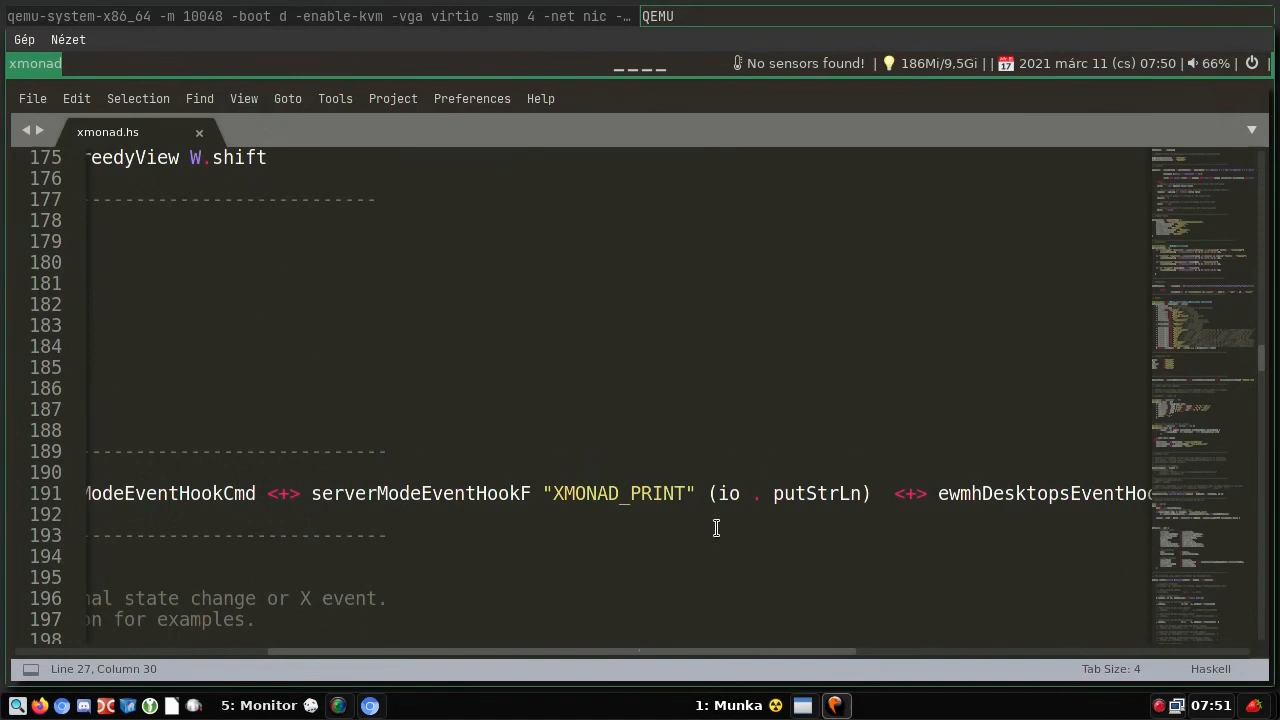 qemu-system-x86_64 -m 10048 -boot d -enable-kvm -vga virtio -smp 4 -net nic -… QEMU
Gép Nézet
xmonad No sensors found! | 186Mi/9,5Gi | | 2021 márc 11 (cs) 07:50 | 66% | |
File Edit Selection Find View Goto Tools Project Preferences Help
xmonad.hs ×
175 reedyView W.shift
176
177 -------------------------
178
179
180
181
182
183
184
185
186
187
188
189 --------------------------
190
191 ModeEventHookCmd <+> serverModeEventHookF "XMONAD_PRINT" (io . putStrLn) <+> ewmhDesktopsEventHo
192
193 --------------------------
194
195
196 nal state change or event.
197 on for examples.
198
Line 27, Column 30 Tab Size: 4 Haskell
5: Monitor 1: Munka 07:51